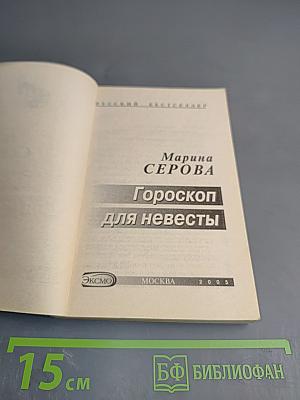 РУССКИЙ БЕСТСЕЛЛЕР
Марина
СЕРОВА
Гороскоп
для невесты
ЭКСМО
МОСКВА 2005
15 см
БФ БИБЛИОФАН